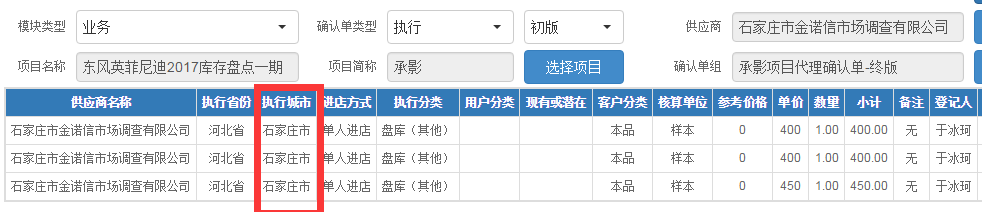 模块类型 业务 确认单类型 执行 初版 供应商 石家庄市金诺信市场调查有限公司
项目名称 东风英菲尼迪2017库存盘点一期 项目简称 承影 选择项目 确认单组 承影项目代理确认单-终版
供应商名称 执行省份 执行城市 进店方式 执行分类 用户分类 现有或潜在 客户分类 核算单位 参考价格 单价 数量 小计 备注 登记人
石家庄市金诺信市场调查有限公司 河北省 石家庄市 单人进店 盘库（其他） 本品 样本 0 400 1.00 400.00 无 于冰珂
石家庄市金诺信市场调查有限公司 河北省 石家庄市 单人进店 盘库（其他） 本品 样本 0 400 1.00 400.00 无 于冰珂
石家庄市金诺信市场调查有限公司 河北省 石家庄市 单人进店 盘库（其他） 本品 样本 0 450 1.00 450.00 无 于冰珂